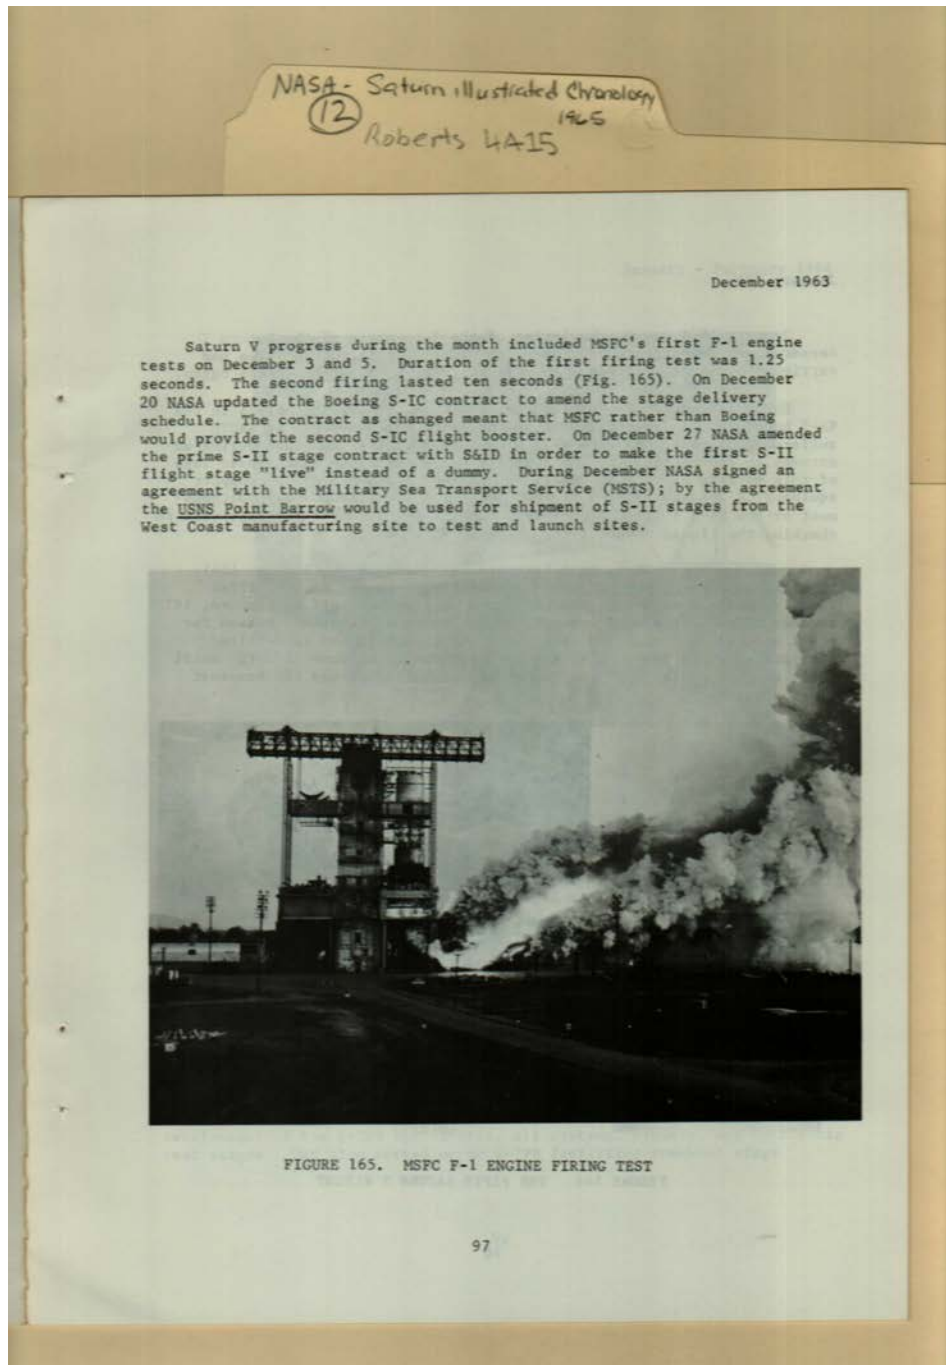 NASA - Saturn illustrated Chronology
12
1965
Roberts 4A15
December 1963
Saturn V progress during the month included MSFC's first F-1 engine
tests on December 3 and 5. Duration of the first firing test was 1.25
seconds. The second firing lasted ten seconds (Fig. 165). On December
20 NASA updated the Boeing S-IC contract to amend the stage delivery
schedule. The contract as changed meant that MSFC rather than Boeing
would provide the second S-IC flight booster. On December 27 NASA amended
the prime S-II stage contract with S&ID in order to make the first S-II
flight stage "live" instead of a dummy. During December NASA signed an
agreement with the Military Sea Transport Service (MSTS); by the agreement
the USNS Point Barrow would be used for shipment of S-II stages from the
West Coast manufacturing site to test and launch sites.
FIGURE 165. MSFC F-1 ENGINE FIRING TEST
97